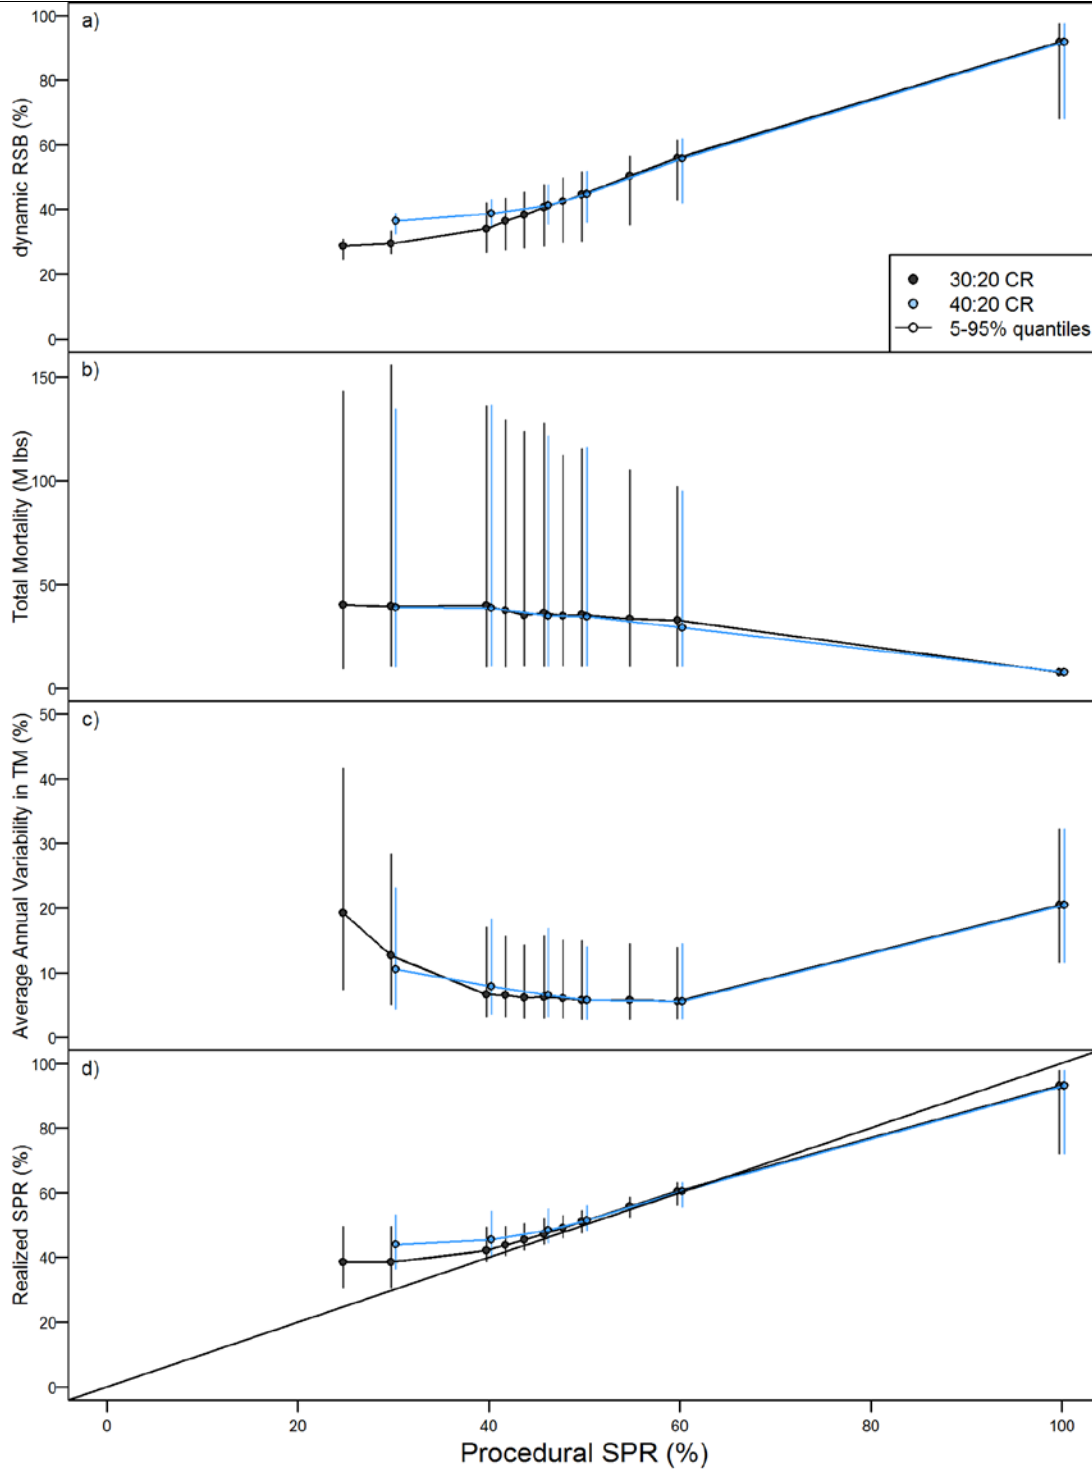 a)
dynamic RSB (%)
100
80
60
40
20
0
30:20 CR
40:20 CR
5-95% quantiles
b)
Total Mortality (M lbs)
150
100
50
0
c)
Average Annual Variability in TM (%)
50
40
30
20
10
0
d)
Realized SPR (%)
100
80
60
40
20
0
0 20 40 60 80 100
Procedural SPR (%)